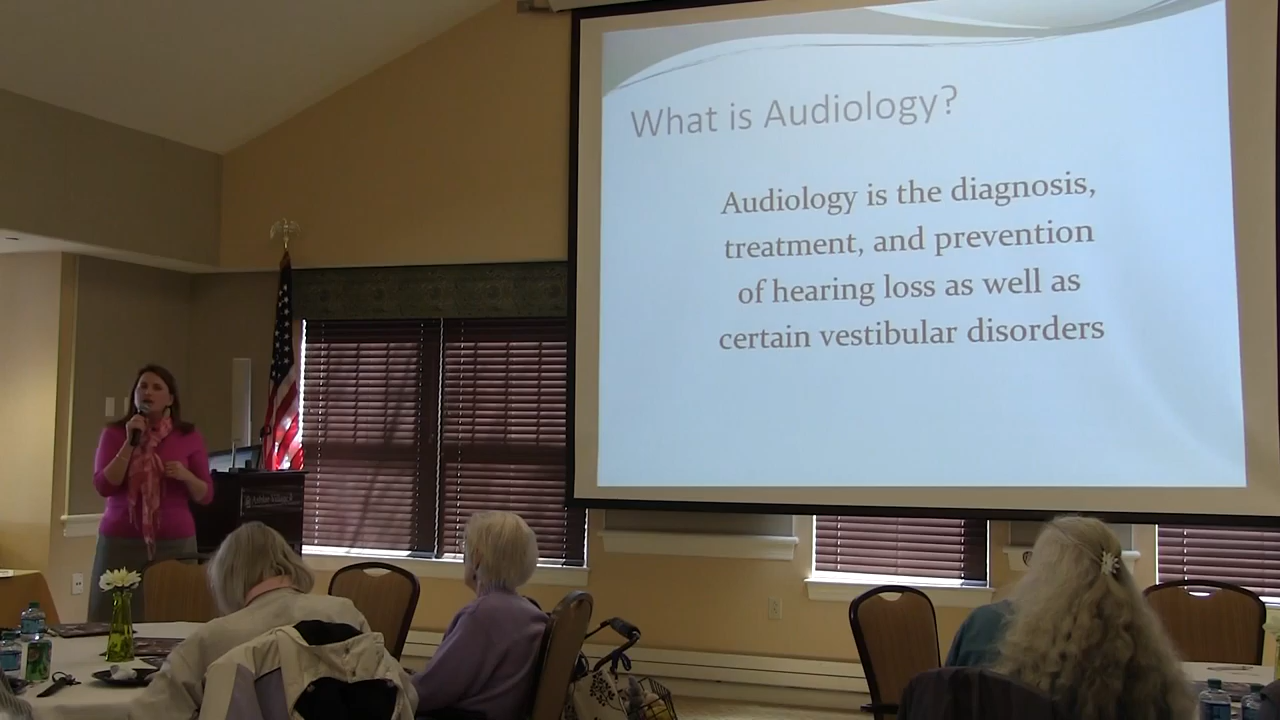 What is Audiology?
Audiology is the diagnosis,
treatment, and prevention
of hearing loss as well as
certain vestibular disorders